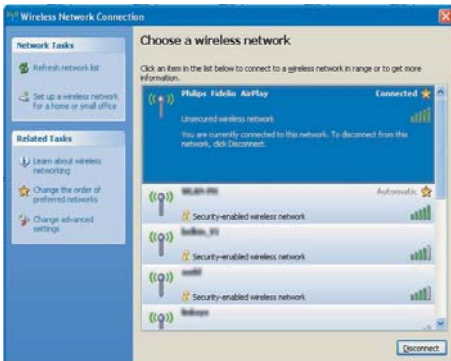 Wireless Network Connection
Network Tasks
Refresh network list
Set up a wireless network
for a home or small office
Related Tasks
Learn about wireless
networking
Change the order of
preferred networks
Change advanced
settings
Choose a wireless network
Click an item in the list below to connect to a wireless network in range or to get more
information.
Philips Fidelio AirPlay
Connected
Unsecured wireless network
You are currently connected to this network. To disconnect from this
network, click Disconnect.
Automatic
Security-enabled wireless network
Security-enabled wireless network
Security-enabled wireless network
Disconnect